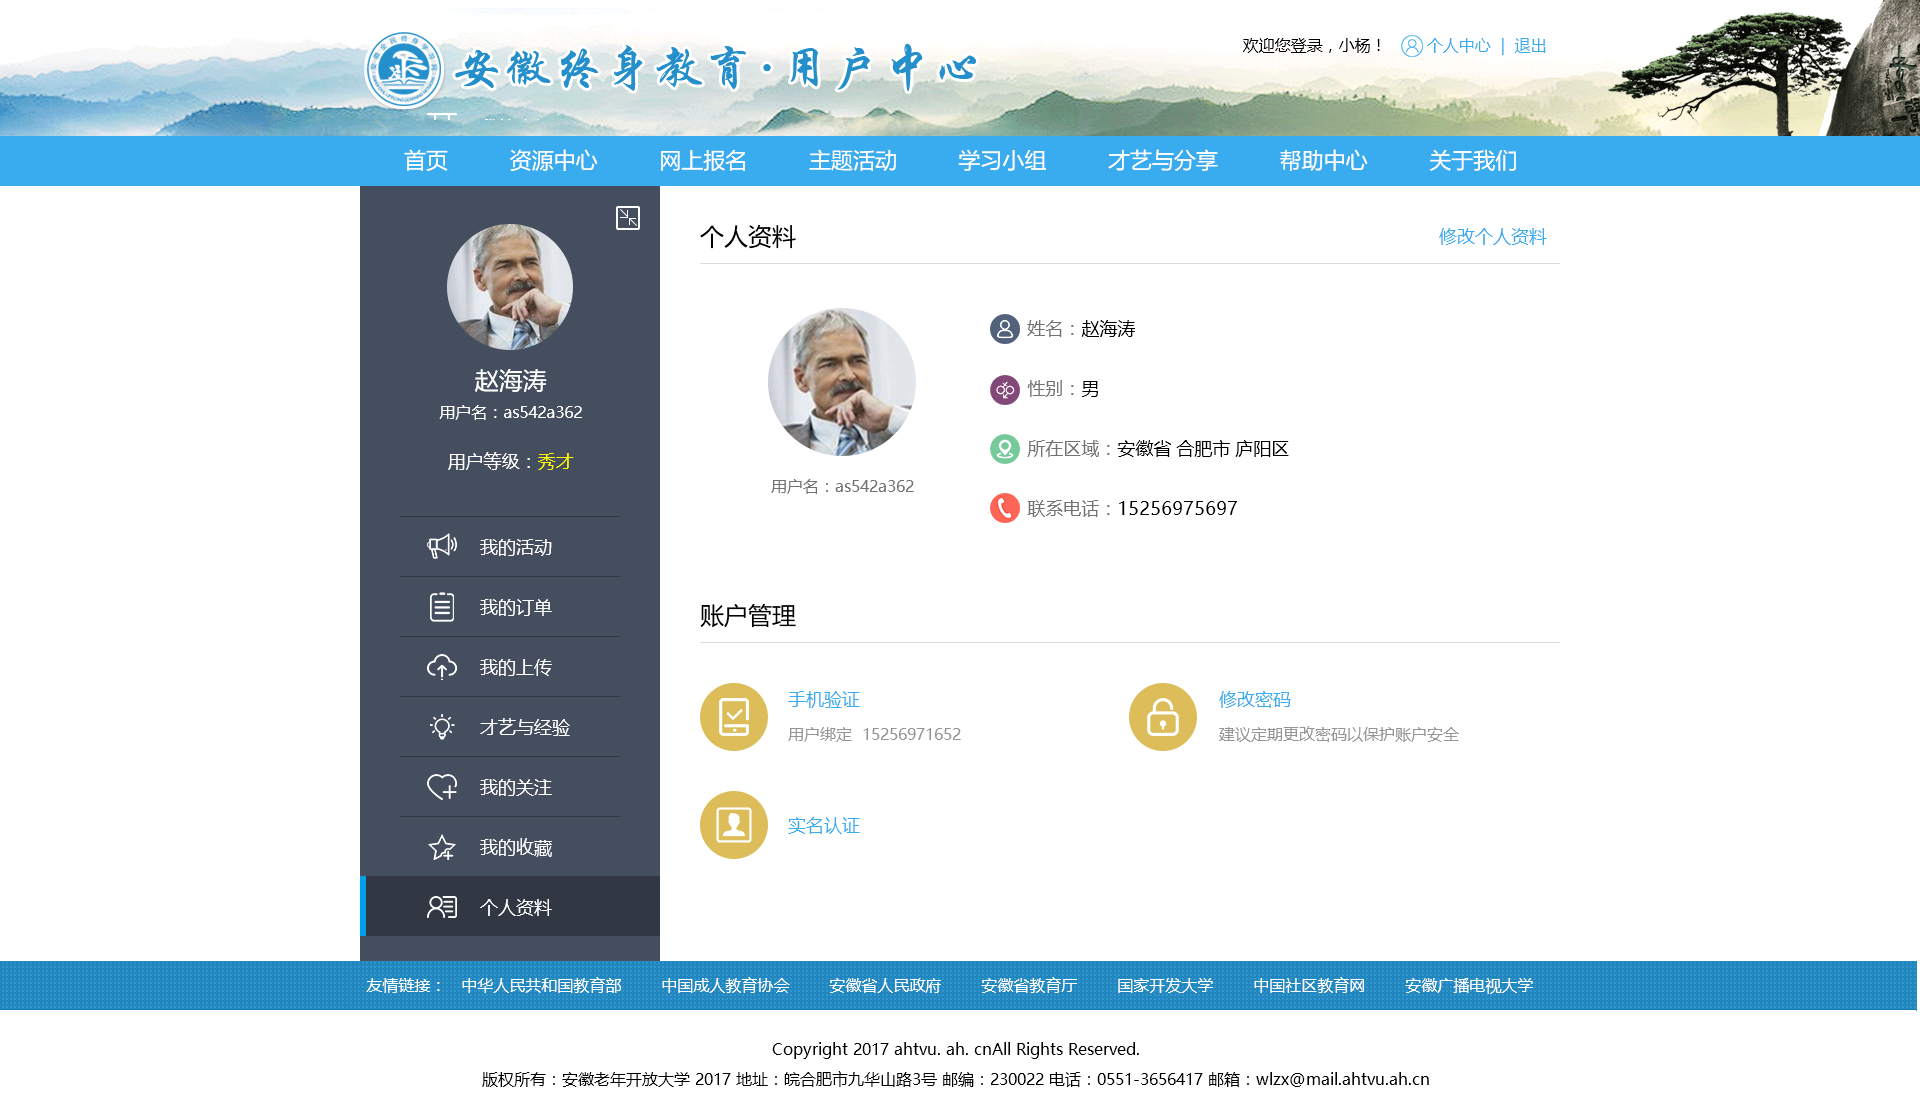 安徽终身教育·用户中心
欢迎您登录，小杨！ 个人中心 | 退出
首页 资源中心 网上报名 主题活动 学习小组 才艺与分享 帮助中心 关于我们
赵海涛
用户名：as542a362
用户等级：秀才
我的活动
我的订单
我的上传
才艺与经验
我的关注
我的收藏
个人资料
个人资料 修改个人资料
用户名：as542a362
姓名：赵海涛
性别：男
所在区域：安徽省 合肥市 庐阳区
联系电话：15256975697
账户管理
手机验证
用户绑定 15256971652
修改密码
建议定期更改密码以保护账户安全
实名认证
友情链接： 中华人民共和国教育部 中国成人教育协会 安徽省人民政府 安徽省教育厅 国家开发大学 中国社区教育网 安徽广播电视大学
Copyright 2017 ahtvu. ah. cnAll Rights Reserved.
版权所有：安徽老年开放大学 2017 地址：皖合肥市九华山路3号 邮编：230022 电话：0551-3656417 邮箱：wlzx@mail.ahtvu.ah.cn